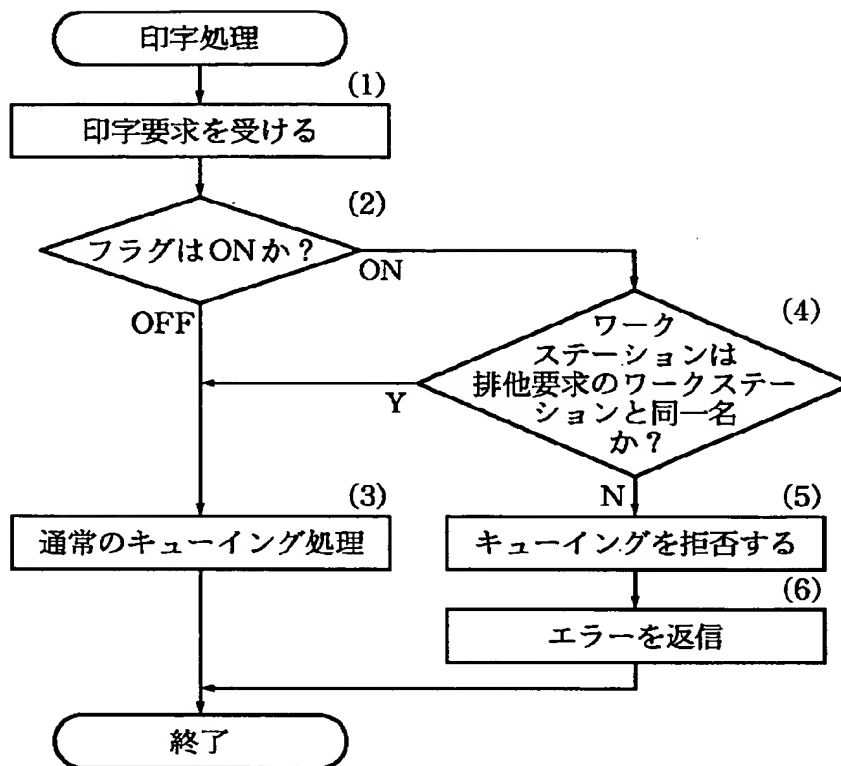 印字処理
(1)
印字要求を受ける
(2)
フラグはONか?
ON
OFF
(4)
ワーク
ステーションは
排他要求のワークステー
ションと同一名
か?
Y
N
(3)
通常のキューイング処理
(5)
キューイングを拒否する
(6)
エラーを返信
終了